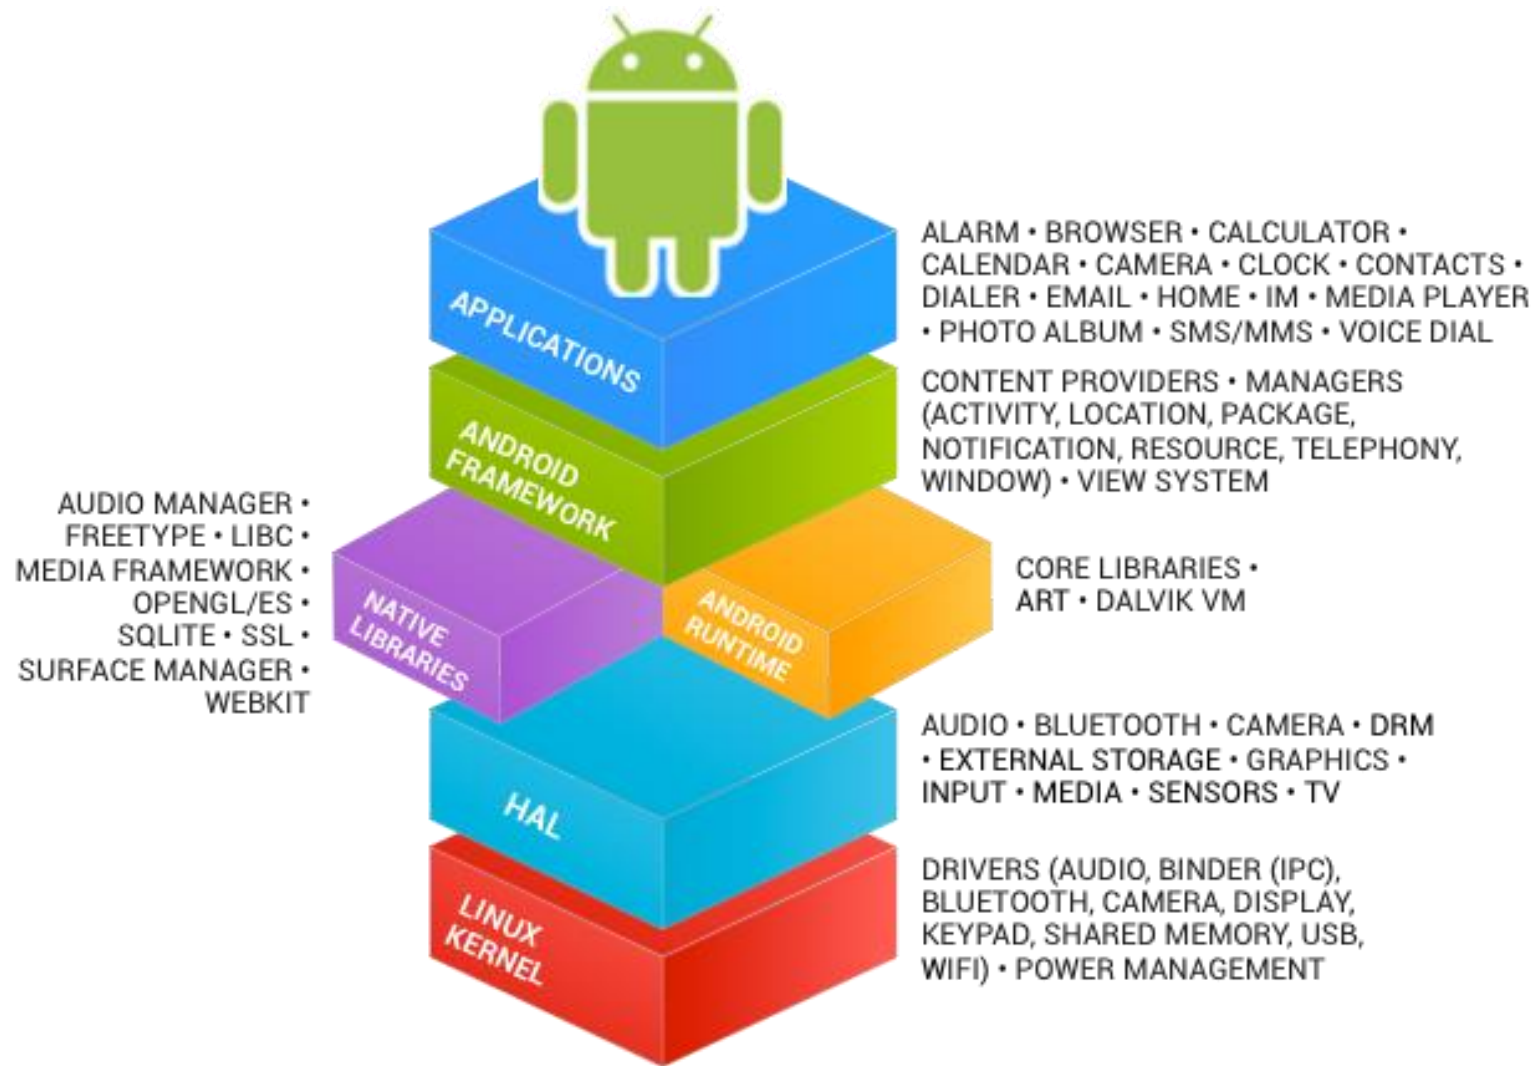 ALARM • BROWSER • CALCULATOR •
CALENDAR • CAMERA • CLOCK • CONTACTS •
DIALER • EMAIL • HOME • IM • MEDIA PLAYER
• PHOTO ALBUM • SMS/MMS • VOICE DIAL
APPLICATIONS
CONTENT PROVIDERS • MANAGERS
(ACTIVITY, LOCATION, PACKAGE,
NOTIFICATION, RESOURCE, TELEPHONY,
WINDOW) • VIEW SYSTEM
ANDROID
FRAMEWORK
AUDIO MANAGER •
FREETYPE • LIBC •
MEDIA FRAMEWORK •
OPENGL/ES •
SQLITE • SSL •
SURFACE MANAGER •
WEBKIT
NATIVE
LIBRARIES
ANDROID
RUNTIME
CORE LIBRARIES •
ART • DALVIK VM
HAL
AUDIO • BLUETOOTH • CAMERA • DRM
• EXTERNAL STORAGE • GRAPHICS •
INPUT • MEDIA • SENSORS • TV
LINUX
KERNEL
DRIVERS (AUDIO, BINDER (IPC),
BLUETOOTH, CAMERA, DISPLAY,
KEYPAD, SHARED MEMORY, USB,
WIFI) • POWER MANAGEMENT